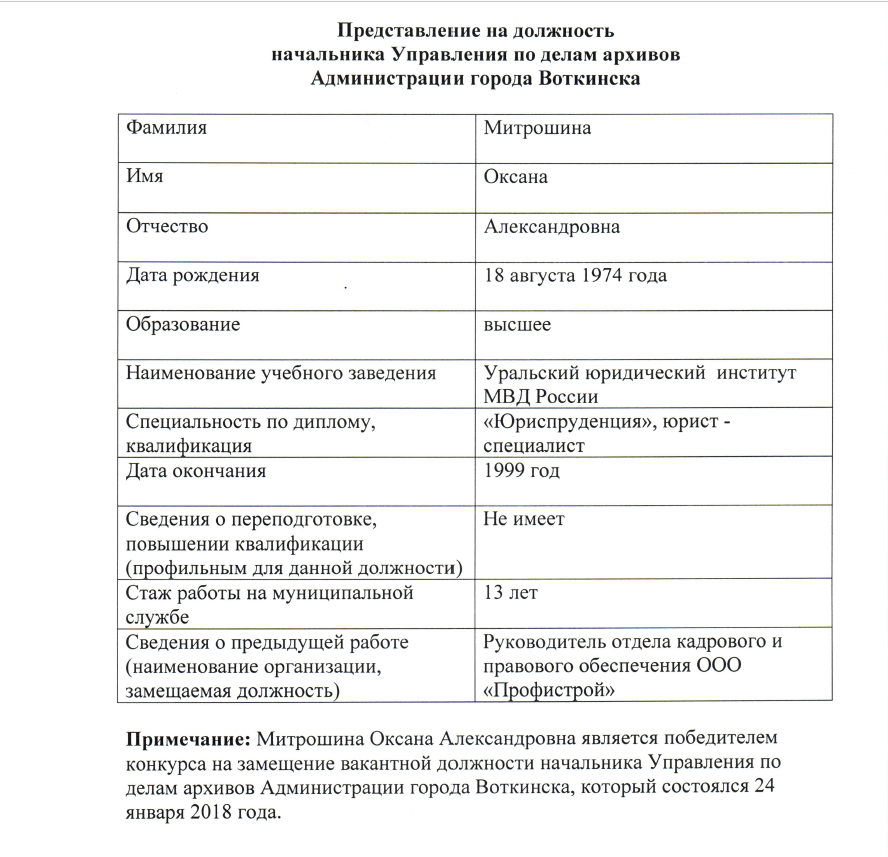 Представление на должность
начальника Управления по делам архивов
Администрации города Воткинска
Фамилия
Митрошина
Имя
Оксана
Отчество
Александровна
Дата рождения
18 августа 1974 года
Образование
высшее
Наименование учебного заведения
Уральский юридический институт
МВД России
Специальность по диплому,
квалификация
«Юриспруденция», юрист -
специалист
Дата окончания
1999 год
Сведения о переподготовке,
повышении квалификации
(профильным для данной должности)
Не имеет
Стаж работы на муниципальной
службе
13 лет
Сведения о предыдущей работе
(наименование организации,
замещаемая должность)
Руководитель отдела кадрового и
правового обеспечения ООО
«Профистрой»
Примечание: Митрошина Оксана Александровна является победителем
конкурса на замещение вакантной должности начальника Управления по
делам архивов Администрации города Воткинска, который состоялся 24
января 2018 года.